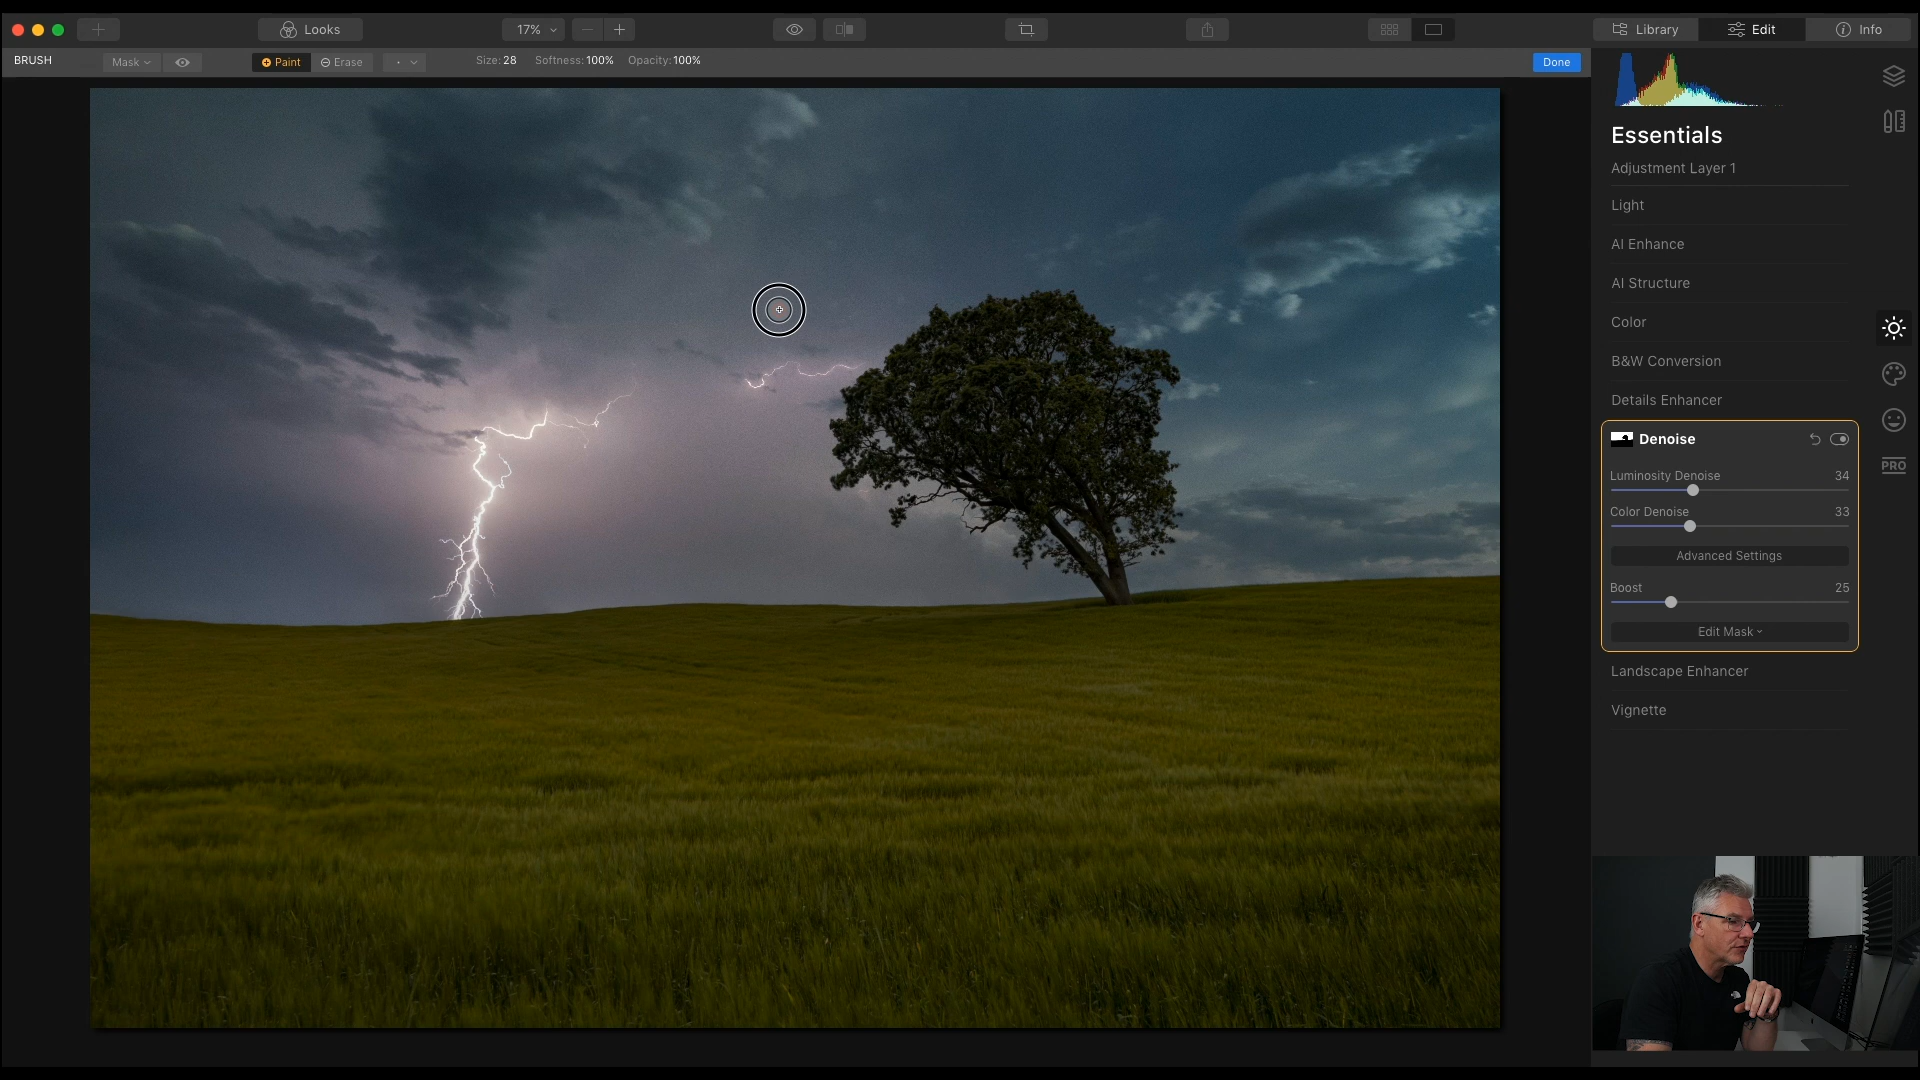 Looks
17%
Library
Edit
Info
BRUSH
Mask
Paint
Erase
Size: 28
Softness: 100%
Opacity: 100%
Done
Essentials
Adjustment Layer 1
Light
AI Enhance
AI Structure
Color
B&W Conversion
Details Enhancer
Denoise
Luminosity Denoise 34
Color Denoise 33
Advanced Settings
Boost 25
Edit Mask
Landscape Enhancer
Vignette
PRO